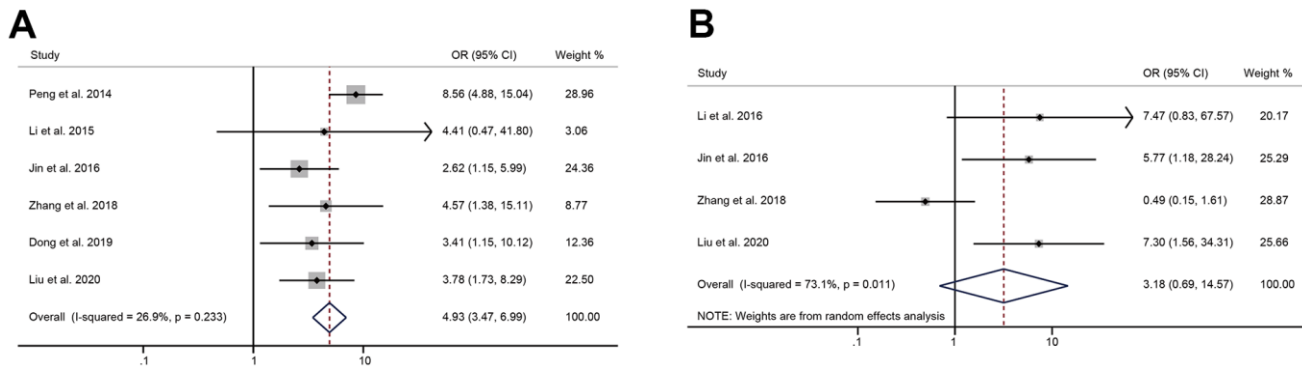 A
Study OR (95% CI) Weight %
Peng et al. 2014 8.56 (4.88, 15.04) 28.96
Li et al. 2015 4.41 (0.47, 41.80) 3.06
Jin et al. 2016 2.62 (1.15, 5.99) 24.36
Zhang et al. 2018 4.57 (1.38, 15.11) 8.77
Dong et al. 2019 3.41 (1.15, 10.12) 12.36
Liu et al. 2020 3.78 (1.73, 8.29) 22.50
Overall (I-squared = 26.9%, p = 0.233) 4.93 (3.47, 6.99) 100.00
.1 1 10
B
Study OR (95% CI) Weight %
Li et al. 2016 7.47 (0.83, 67.57) 20.17
Jin et al. 2016 5.77 (1.18, 28.24) 25.29
Zhang et al. 2018 0.49 (0.15, 1.61) 28.87
Liu et al. 2020 7.30 (1.56, 34.31) 25.66
Overall (I-squared = 73.1%, p = 0.011) 3.18 (0.69, 14.57) 100.00
NOTE: Weights are from random effects analysis
.1 1 10